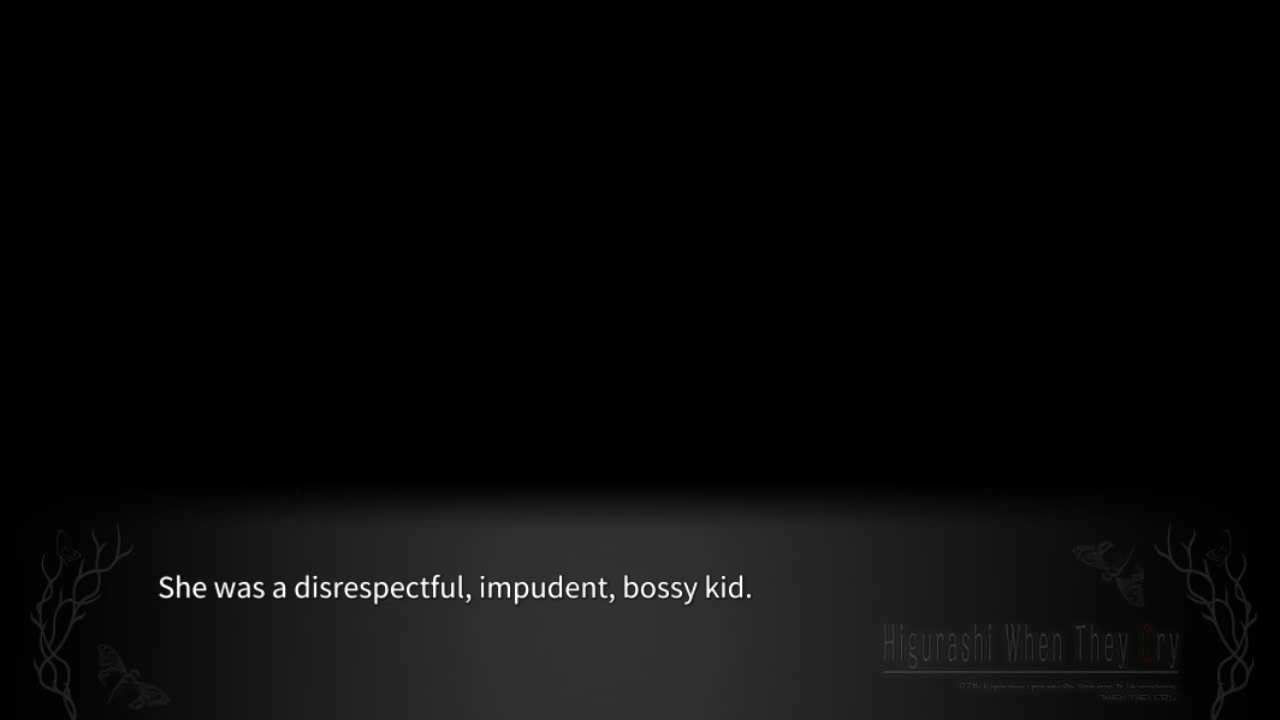 She was a disrespectful, impudent, bossy kid.
Higurashi When They Cry